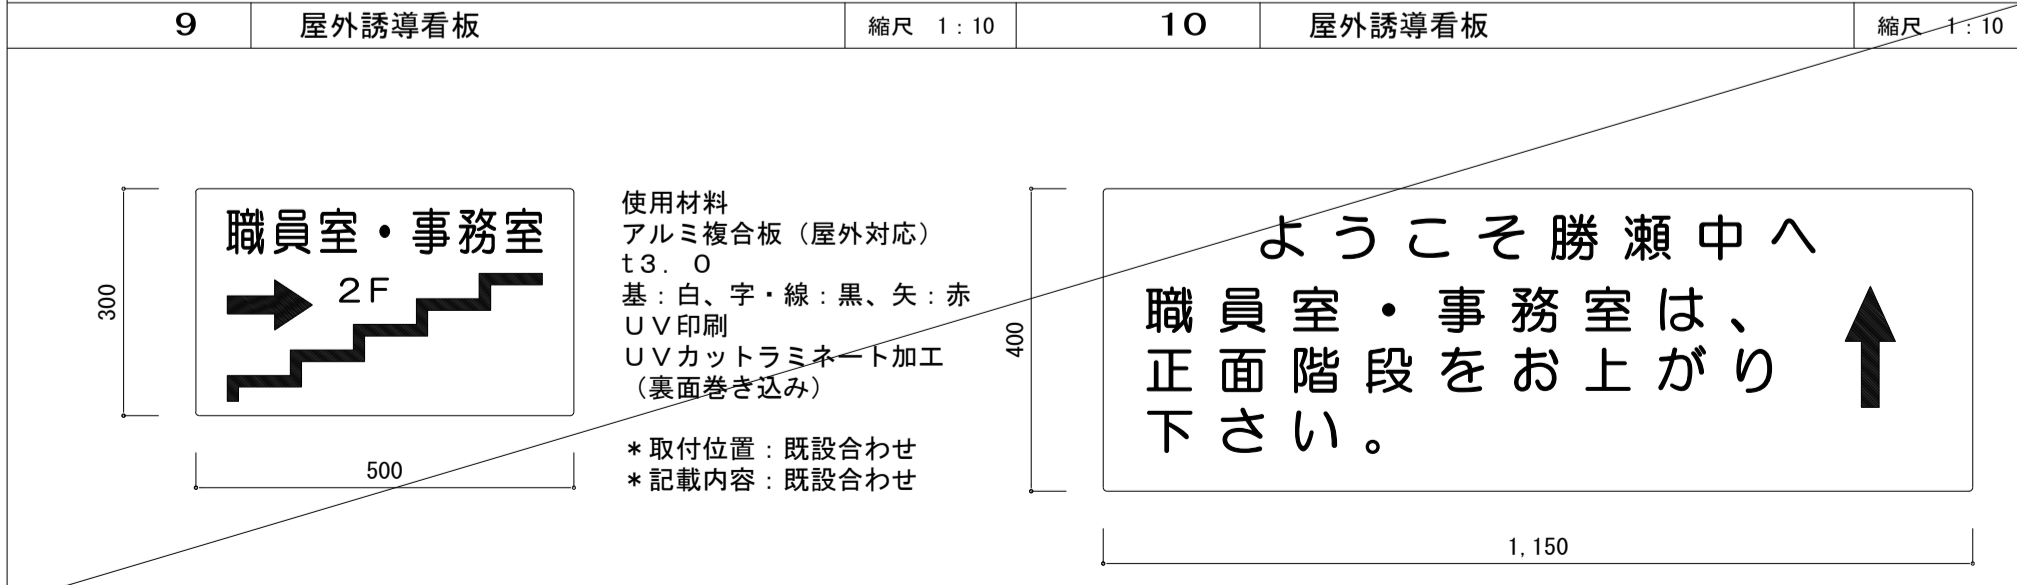 9 屋外誘導看板 縮尺 1:10
10 屋外誘導看板 縮尺 1:10
職員室・事務室
2F
300
500
使用材料
アルミ複合板（屋外対応）
t3．0
基：白、字・線：黒、矢：赤
UV印刷
UVカットラミネート加工
（裏面巻き込み）
＊取付位置：既設合わせ
＊記載内容：既設合わせ
ようこそ勝瀬中へ
職員室・事務室は、
正面階段をお上がり
下さい。
400
1,150